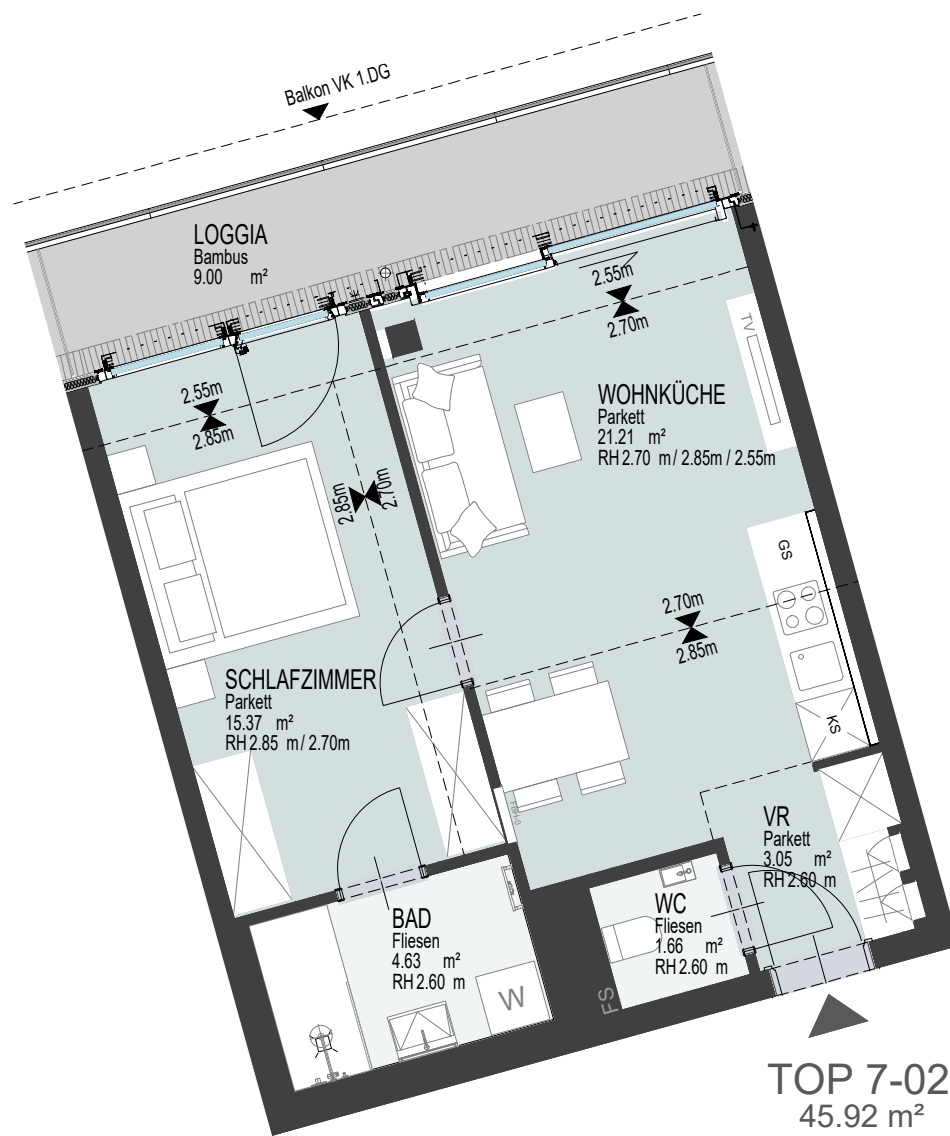 Balkon VK 1.DG
LOGGIA
Bambus
9.00 m²
2.55m
2.70m
TV
2.55m
2.85m
WOHNKÜCHE
Parkett
21.21 m²
RH 2.70 m / 2.85m / 2.55m
2.85m
2.70m
GS
2.70m
2.85m
SCHLAFZIMMER
Parkett
15.37 m²
RH 2.85 m / 2.70m
KS
VR
Parkett
3.05 m²
RH 2.60 m
WC
Fliesen
1.66 m²
RH 2.60 m
BAD
Fliesen
4.63 m²
RH 2.60 m
W
FS
TOP 7-02
45.92 m²